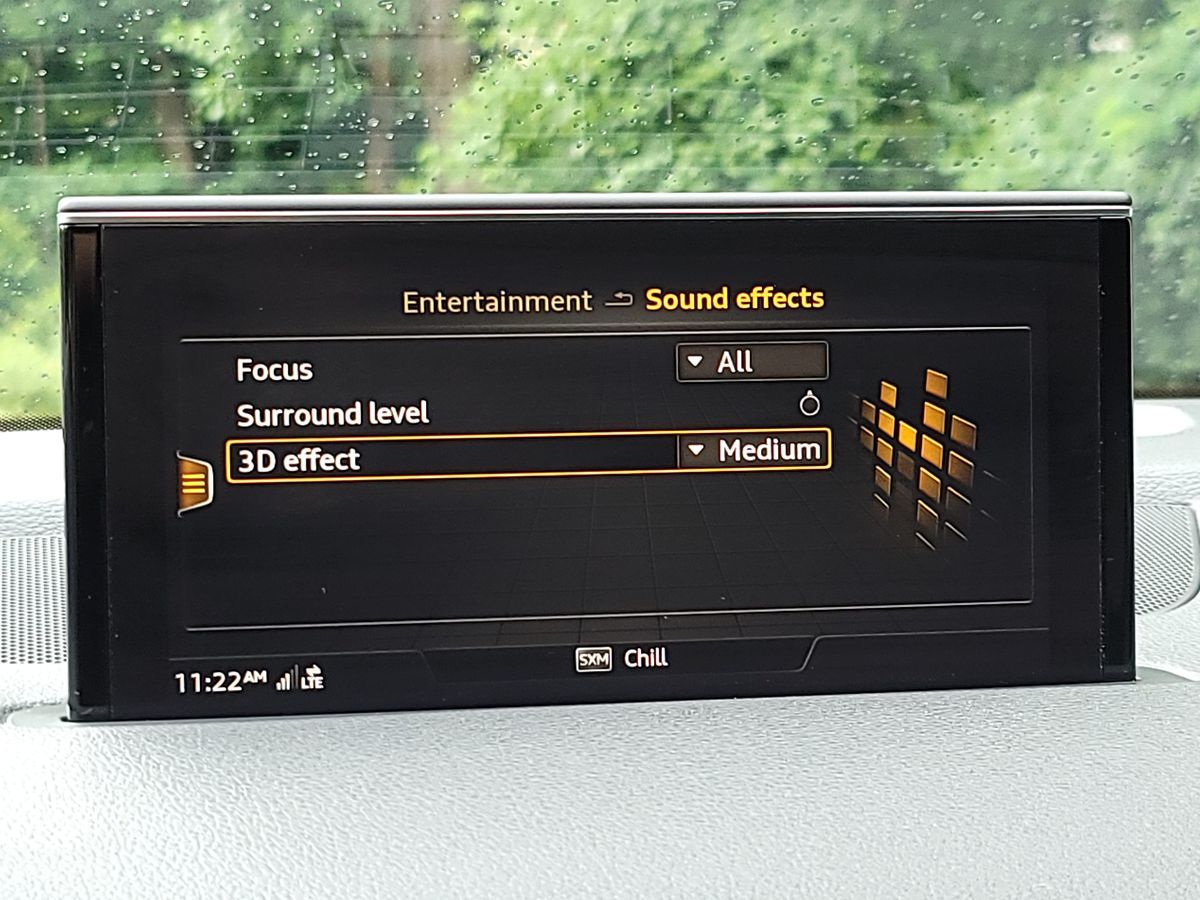 Entertainment Sound effects
Focus All
Surround level
3D effect Medium
SXM Chill
11:22AM LTE